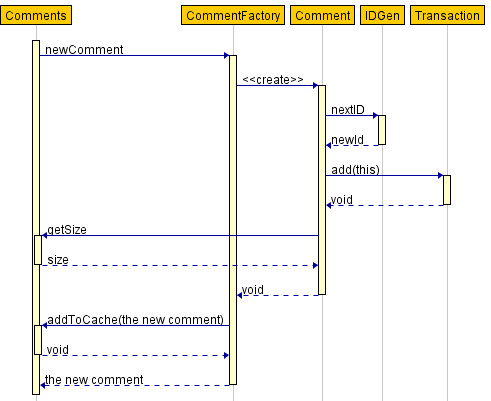 Comments CommentFactory Comment IDGen Transaction
newComment
<<create>>
nextID
newId
add(this)
void
getSize
size
void
addToCache(the new comment)
void
the new comment